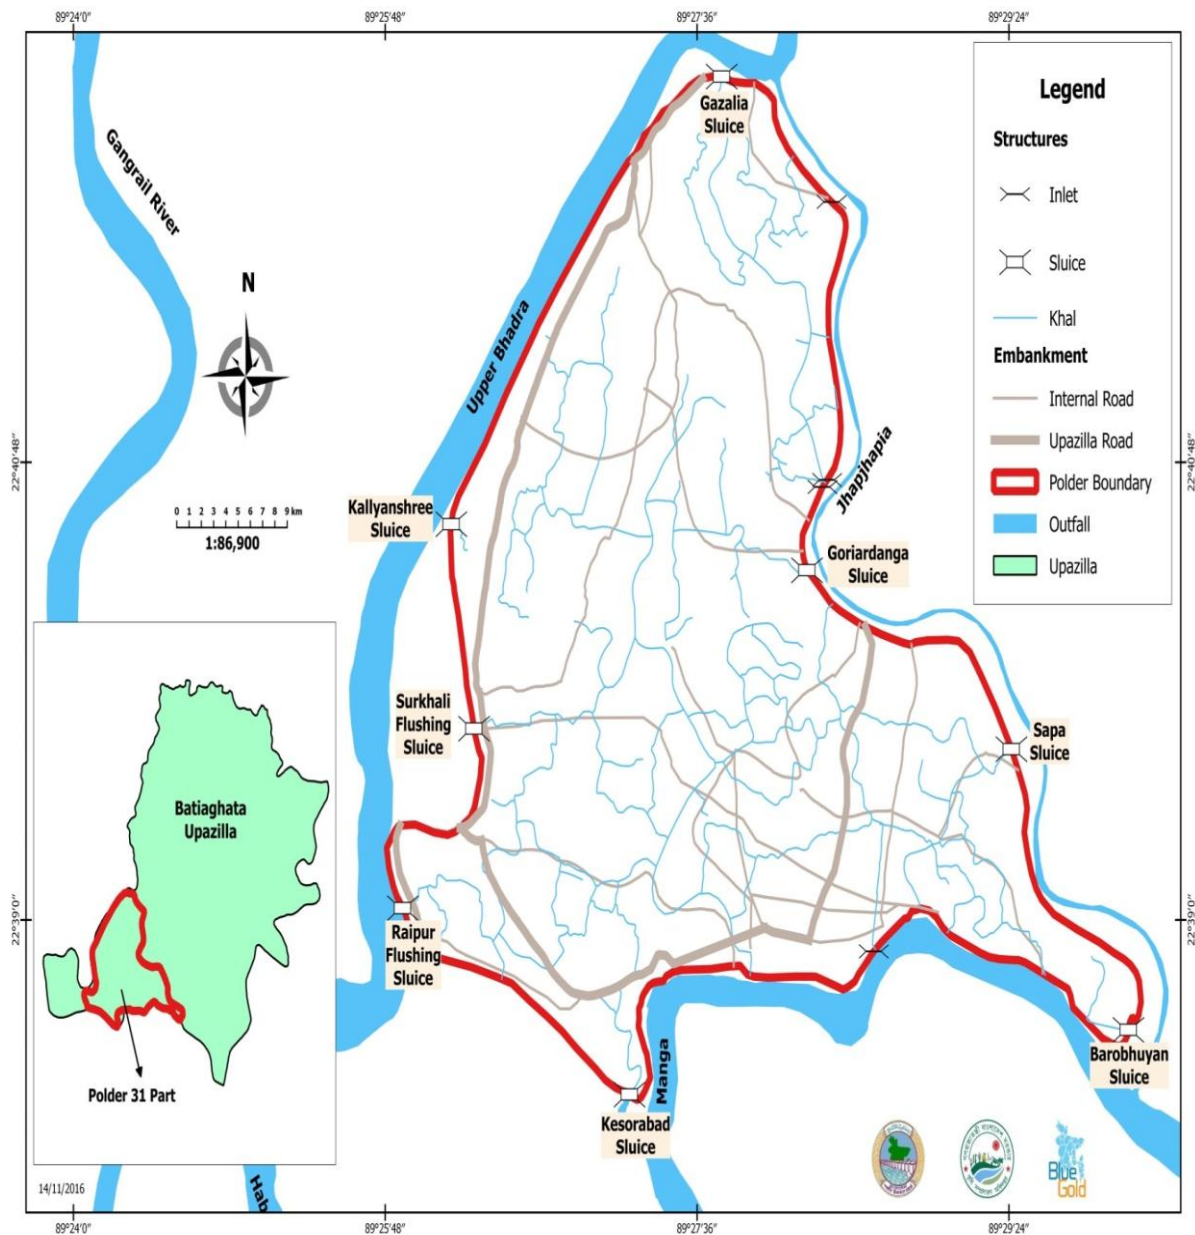 89°24'0"
89°25'48"
89°27'36"
89°29'24"
Gangrail River
N
0 1 2 3 4 5 6 7 8 9 km
1:86,900
22°40'48"
22°39'0"
Upper Bhadra
Gazalia
Sluice
Jhapjhapia
Kallyanshree
Sluice
Goriardanga
Sluice
Surkhali
Flushing
Sluice
Sapa
Sluice
Raipur
Flushing
Sluice
Manga
Kesorabad
Sluice
Barobhuyan
Sluice
Legend
Structures
Inlet
Sluice
Khal
Embankment
Internal Road
Upazilla Road
Polder Boundary
Outfall
Upazilla
22°40'48"
22°39'0"
Batiaghata
Upazilla
Polder 31 Part
14/11/2016
Hab
Blue
Gold
89°24'0"
89°25'48"
89°27'36"
89°29'24"